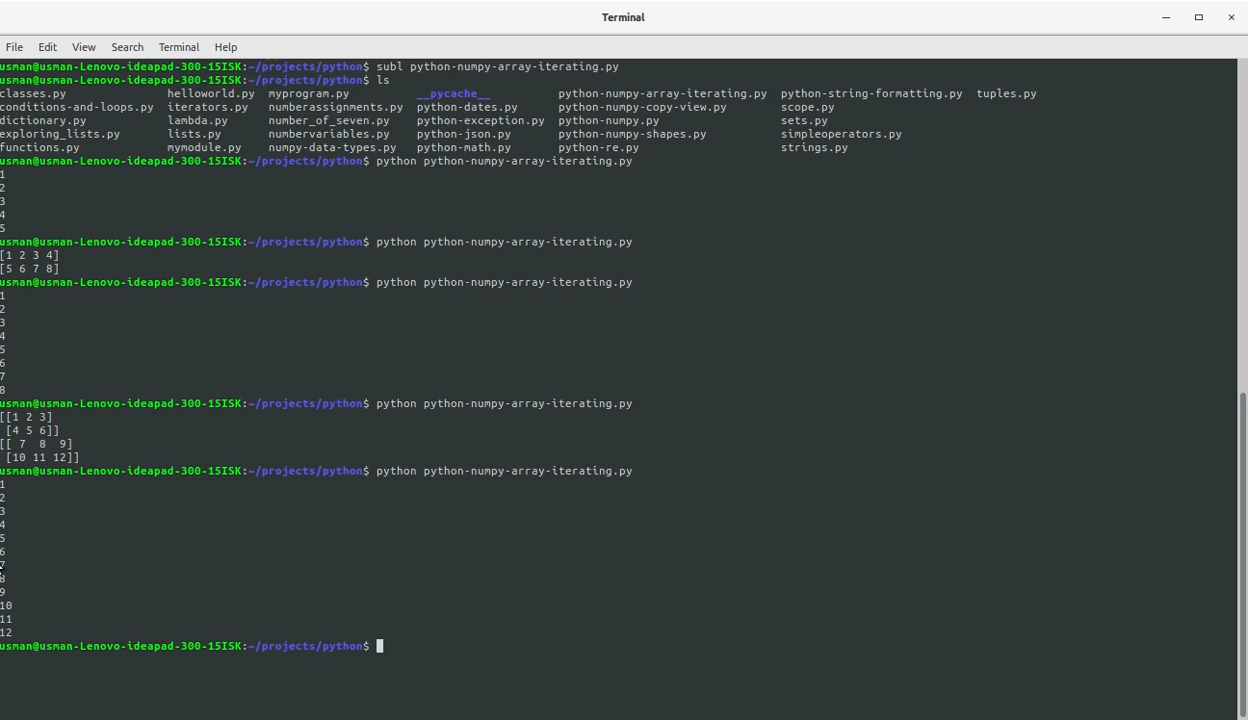 Terminal
File Edit View Search Terminal Help
usman@usman-Lenovo-ideapad-300-15ISK:~/projects/python$ subl python-numpy-array-iterating.py
usman@usman-Lenovo-ideapad-300-15ISK:~/projects/python$ ls
classes.py helloworld.py myprogram.py __pycache__ python-numpy-array-iterating.py python-string-formatting.py tuples.py
conditions-and-loops.py iterators.py numberassignments.py python-dates.py python-numpy-copy-view.py scope.py
dictionary.py lambda.py number_of_seven.py python-exception.py python-numpy.py sets.py
exploring_lists.py lists.py numbervariables.py python-json.py python-numpy-shapes.py simpleoperators.py
functions.py mymodule.py numpy-data-types.py python-math.py python-re.py strings.py
usman@usman-Lenovo-ideapad-300-15ISK:~/projects/python$ python python-numpy-array-iterating.py
1
2
3
4
5
usman@usman-Lenovo-ideapad-300-15ISK:~/projects/python$ python python-numpy-array-iterating.py
[1 2 3 4]
[5 6 7 8]
usman@usman-Lenovo-ideapad-300-15ISK:~/projects/python$ python python-numpy-array-iterating.py
1
2
3
4
5
6
7
8
usman@usman-Lenovo-ideapad-300-15ISK:~/projects/python$ python python-numpy-array-iterating.py
[[1 2 3]
 [4 5 6]]
[[ 7  8  9]
 [10 11 12]]
usman@usman-Lenovo-ideapad-300-15ISK:~/projects/python$ python python-numpy-array-iterating.py
1
2
3
4
5
6
7
8
9
10
11
12
usman@usman-Lenovo-ideapad-300-15ISK:~/projects/python$